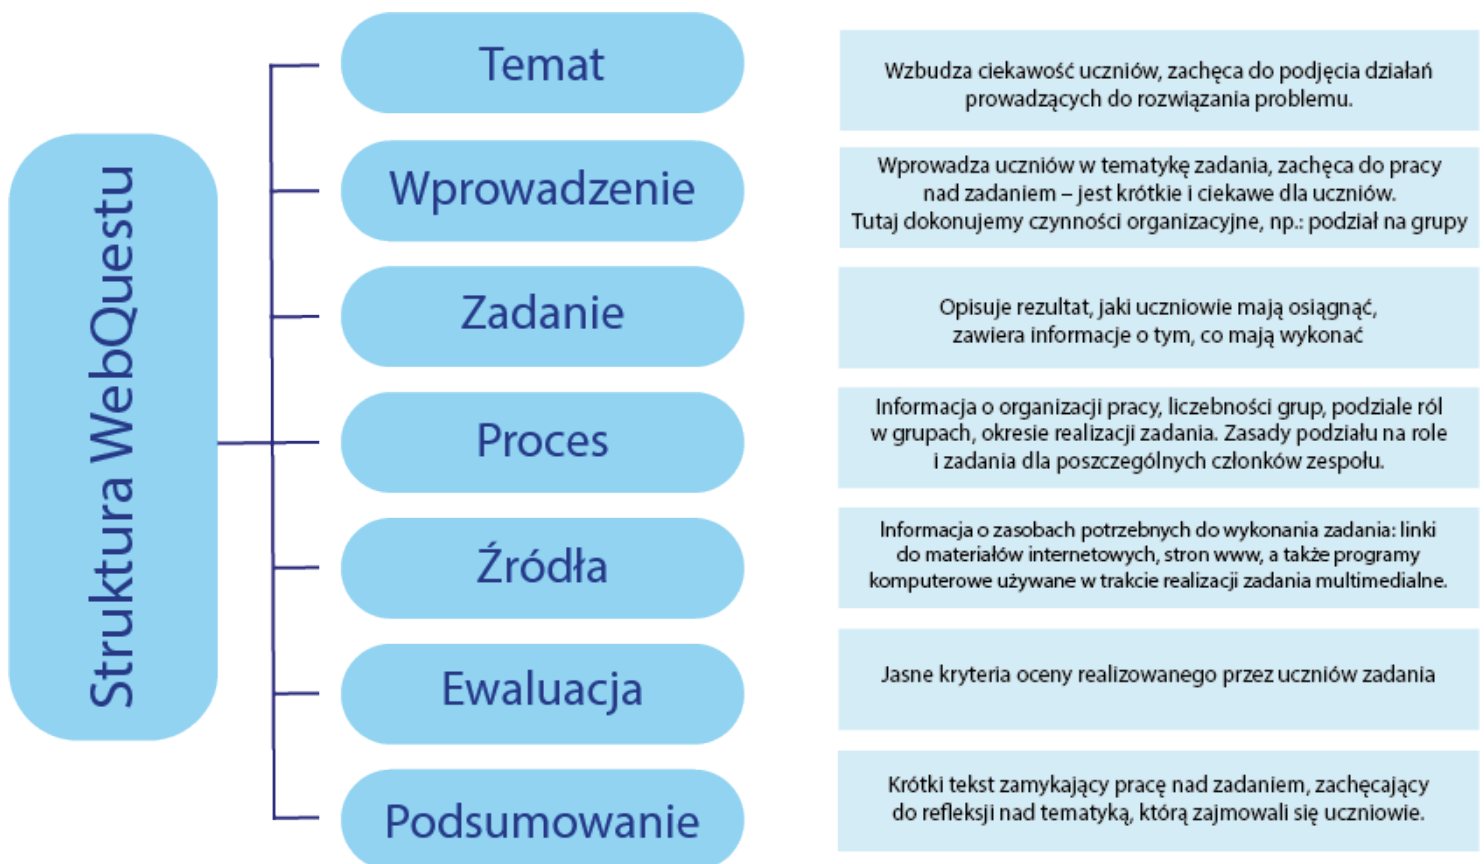 Struktura WebQuestu
Temat
Wzbudza ciekawość uczniów, zachęca do podjęcia działań
prowadzących do rozwiązania problemu.
Wprowadzenie
Wprowadza uczniów w tematykę zadania, zachęca do pracy
nad zadaniem – jest krótkie i ciekawe dla uczniów.
Tutaj dokonujemy czynności organizacyjne, np.: podział na grupy
Zadanie
Opisuje rezultat, jaki uczniowie mają osiągnąć,
zawiera informacje o tym, co mają wykonać
Proces
Informacja o organizacji pracy, liczebności grup, podziale ról
w grupach, okresie realizacji zadania. Zasady podziału na role
i zadania dla poszczególnych członków zespołu.
Źródła
Informacja o zasobach potrzebnych do wykonania zadania: linki
do materiałów internetowych, stron www, a także programy
komputerowe używane w trakcie realizacji zadania multimedialne.
Ewaluacja
Jasne kryteria oceny realizowanego przez uczniów zadania
Podsumowanie
Krótki tekst zamykający pracę nad zadaniem, zachęcający
do refleksji nad tematyką, którą zajmowali się uczniowie.